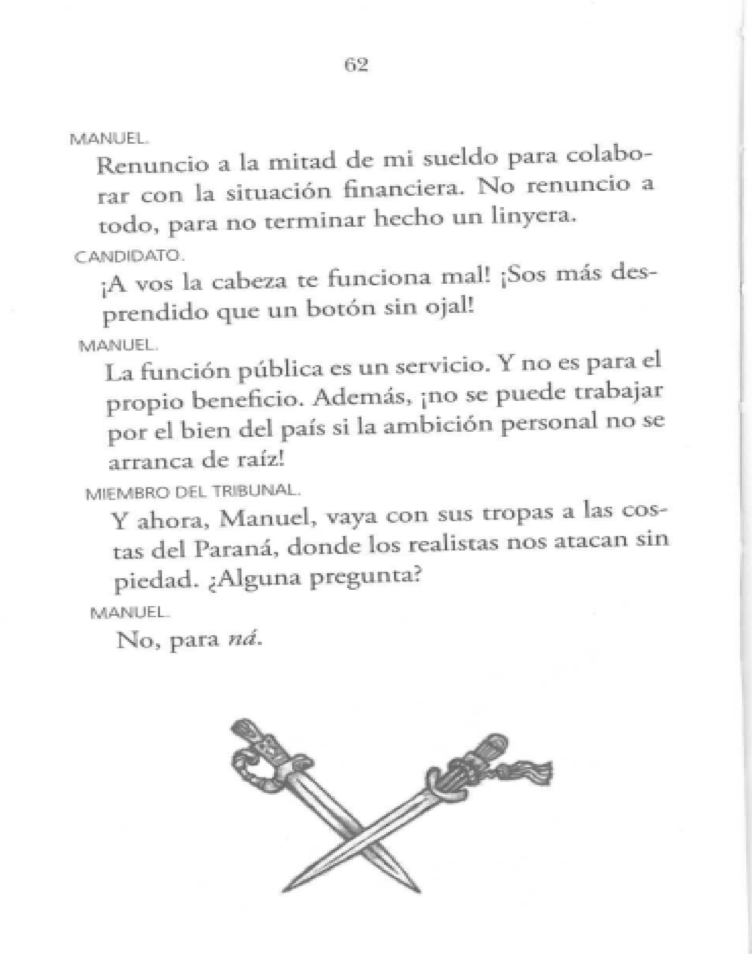 62
MANUEL.
Renuncio a la mitad de mi sueldo para colabo-
rar con la situación financiera. No renuncio a
todo, para no terminar hecho un linyera.
CANDIDATO.
¡A vos la cabeza te funciona mal! ¡Sos más des-
prendido que un botón sin ojal!
MANUEL.
La función pública es un servicio. Y no es para el
propio beneficio. Además, ¡no se puede trabajar
por el bien del país si la ambición personal no se
arranca de raíz!
MIEMBRO DEL TRIBUNAL.
Y ahora, Manuel, vaya con sus tropas a las cos-
tas del Paraná, donde los realistas nos atacan sin
piedad. ¿Alguna pregunta?
MANUEL.
No, para ná.